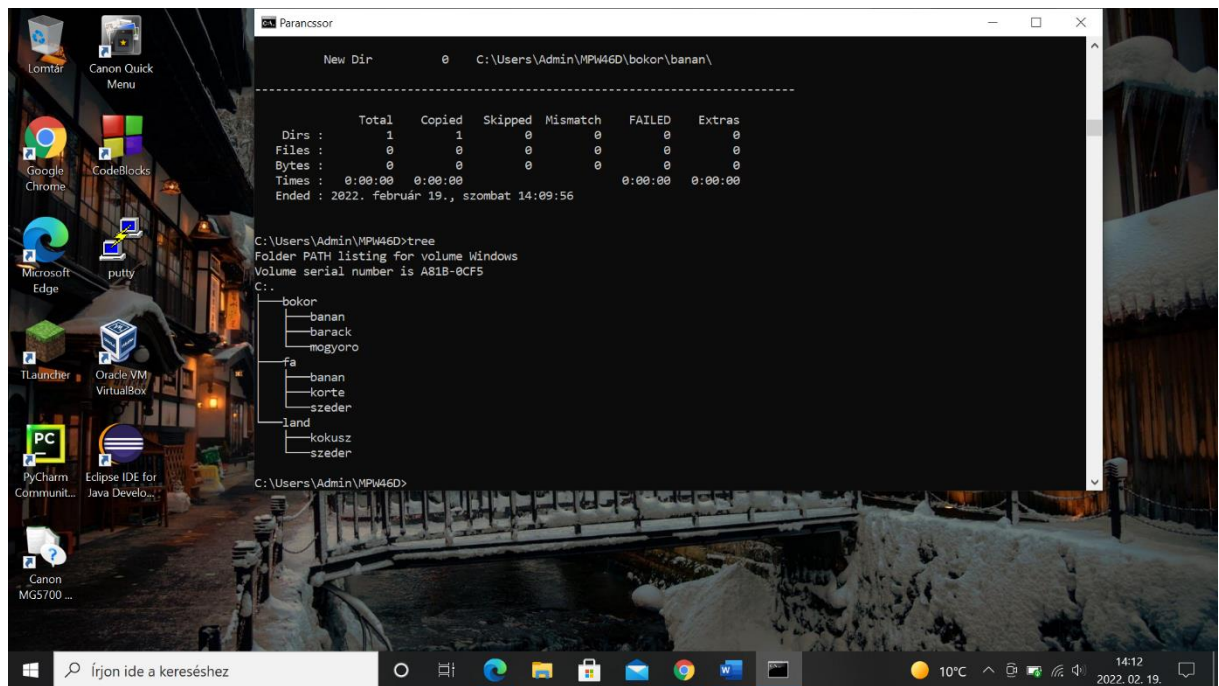 Lomtár
Canon Quick
Menu
Google
Chrome
CodeBlocks
Microsoft
Edge
putty
TLauncher
Oracle VM
VirtualBox
PC
PyCharm
Communit...
Eclipse IDE for
Java Develo...
Canon
MG5700 ...
Parancssor
New Dir 0 C:\Users\Admin\MPW46D\bokor\banan\
------------------------------------------------------------------------------
Total Copied Skipped Mismatch FAILED Extras
Dirs : 1 1 0 0 0 0
Files : 0 0 0 0 0 0
Bytes : 0 0 0 0 0 0
Times : 0:00:00 0:00:00 0:00:00 0:00:00
Ended : 2022. február 19., szombat 14:09:56
C:\Users\Admin\MPW46D>tree
Folder PATH listing for volume Windows
Volume serial number is A81B-0CF5
C:.
├───bokor
│   ├───banan
│   ├───barack
│   └───mogyoro
├───fa
│   ├───banan
│   ├───korte
│   └───szeder
└───land
    ├───kokusz
    └───szeder
C:\Users\Admin\MPW46D>
Írjon ide a kereséshez
10°C
14:12
2022. 02. 19.